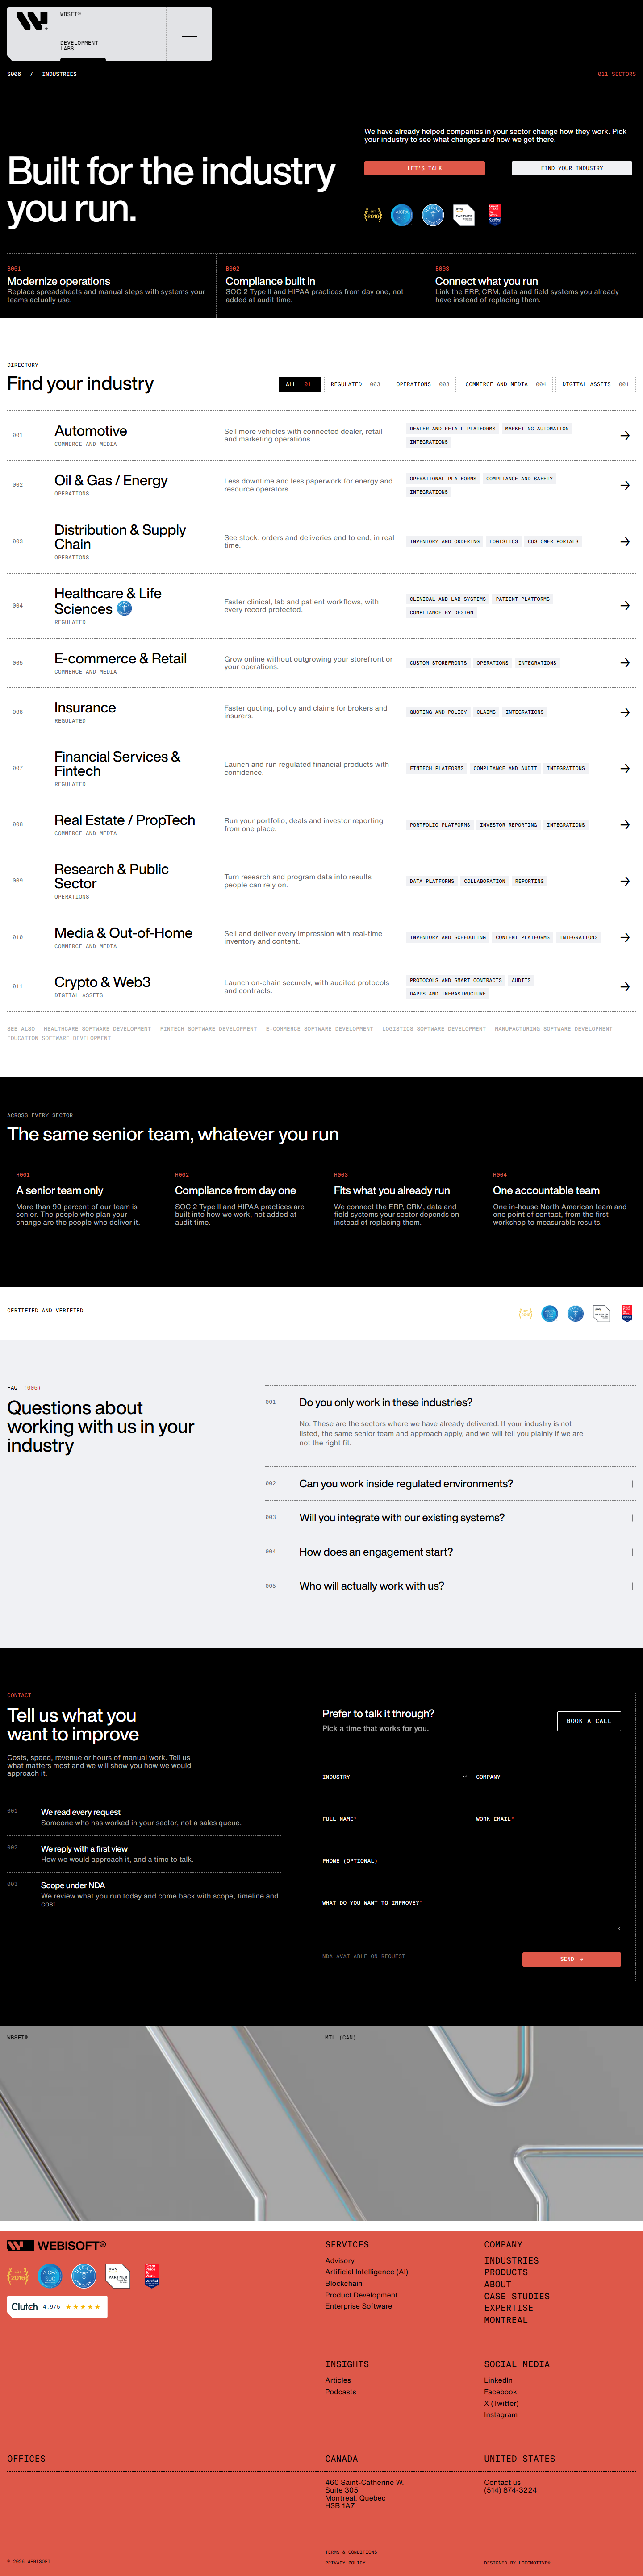 WBSFT®
DEVELOPMENT
LABS
S006 / INDUSTRIES
011 SECTORS
We have already helped companies in your sector change how they work. Pick
your industry to see what changes and how we get there.
Built for the industry
you run.
LET'S TALK
FIND YOUR INDUSTRY
B001
Modernize operations
Replace spreadsheets and manual steps with systems your
teams actually use.
B002
Compliance built in
SOC 2 Type II and HIPAA practices from day one, not
added at audit time.
B003
Connect what you run
Link the ERP, CRM, data and field systems you already
have instead of replacing them.
DIRECTORY
Find your industry
ALL 011
REGULATED 003
OPERATIONS 003
COMMERCE AND MEDIA 004
DIGITAL ASSETS 001
001
Automotive
COMMERCE AND MEDIA
Sell more vehicles with connected dealer, retail
and marketing operations.
DEALER AND RETAIL PLATFORMS MARKETING AUTOMATION
INTEGRATIONS
002
Oil & Gas / Energy
OPERATIONS
Less downtime and less paperwork for energy and
resource operators.
OPERATIONAL PLATFORMS COMPLIANCE AND SAFETY
INTEGRATIONS
003
Distribution & Supply
Chain
OPERATIONS
See stock, orders and deliveries end to end, in real
time.
INVENTORY AND ORDERING LOGISTICS CUSTOMER PORTALS
004
Healthcare & Life
Sciences
REGULATED
Faster clinical, lab and patient workflows, with
every record protected.
CLINICAL AND LAB SYSTEMS PATIENT PLATFORMS
COMPLIANCE BY DESIGN
005
E-commerce & Retail
COMMERCE AND MEDIA
Grow online without outgrowing your storefront or
your operations.
CUSTOM STOREFRONTS OPERATIONS INTEGRATIONS
006
Insurance
REGULATED
Faster quoting, policy and claims for brokers and
insurers.
QUOTING AND POLICY CLAIMS INTEGRATIONS
007
Financial Services &
Fintech
REGULATED
Launch and run regulated financial products with
confidence.
FINTECH PLATFORMS COMPLIANCE AND AUDIT INTEGRATIONS
008
Real Estate / PropTech
COMMERCE AND MEDIA
Run your portfolio, deals and investor reporting
from one place.
PORTFOLIO PLATFORMS INVESTOR REPORTING INTEGRATIONS
009
Research & Public
Sector
OPERATIONS
Turn research and program data into results
people can rely on.
DATA PLATFORMS COLLABORATION REPORTING
010
Media & Out-of-Home
COMMERCE AND MEDIA
Sell and deliver every impression with real-time
inventory and content.
INVENTORY AND SCHEDULING CONTENT PLATFORMS INTEGRATIONS
011
Crypto & Web3
DIGITAL ASSETS
Launch on-chain securely, with audited protocols
and contracts.
PROTOCOLS AND SMART CONTRACTS AUDITS
DAPPS AND INFRASTRUCTURE
SEE ALSO HEALTHCARE SOFTWARE DEVELOPMENT FINTECH SOFTWARE DEVELOPMENT E-COMMERCE SOFTWARE DEVELOPMENT LOGISTICS SOFTWARE DEVELOPMENT MANUFACTURING SOFTWARE DEVELOPMENT
EDUCATION SOFTWARE DEVELOPMENT
ACROSS EVERY SECTOR
The same senior team, whatever you run
H001
A senior team only
More than 90 percent of our team is
senior. The people who plan your
change are the people who deliver it.
H002
Compliance from day one
SOC 2 Type II and HIPAA practices are
built into how we work, not added at
audit time.
H003
Fits what you already run
We connect the ERP, CRM, data and
field systems your sector depends on
instead of replacing them.
H004
One accountable team
One in-house North American team and
one point of contact, from the first
workshop to measurable results.
CERTIFIED AND VERIFIED
FAQ (005)
Questions about
working with us in your
industry
001
Do you only work in these industries?
No. These are the sectors where we have already delivered. If your industry is not
listed, the same senior team and approach apply, and we will tell you plainly if we are
not the right fit.
002
Can you work inside regulated environments?
003
Will you integrate with our existing systems?
004
How does an engagement start?
005
Who will actually work with us?
CONTACT
Tell us what you
want to improve
Costs, speed, revenue or hours of manual work. Tell us
what matters most and we will show you how we would
approach it.
001
We read every request
Someone who has worked in your sector, not a sales queue.
002
We reply with a first view
How we would approach it, and a time to talk.
003
Scope under NDA
We review what you run today and come back with scope, timeline and
cost.
Prefer to talk it through?
Pick a time that works for you.
BOOK A CALL
INDUSTRY
COMPANY
FULL NAME*
WORK EMAIL*
PHONE (OPTIONAL)
WHAT DO YOU WANT TO IMPROVE?*
NDA AVAILABLE ON REQUEST
SEND →
WBSFT®
MTL (CAN)
WEBISOFT®
Clutch 4.9/5 ★★★★★
SERVICES
Advisory
Artificial Intelligence (AI)
Blockchain
Product Development
Enterprise Software
COMPANY
INDUSTRIES
PRODUCTS
ABOUT
CASE STUDIES
EXPERTISE
MONTREAL
INSIGHTS
Articles
Podcasts
SOCIAL MEDIA
LinkedIn
Facebook
X (Twitter)
Instagram
OFFICES
CANADA
460 Saint-Catherine W.
Suite 305
Montreal, Quebec
H3B 1A7
UNITED STATES
Contact us
(514) 874-3224
© 2026 WEBISOFT
TERMS & CONDITIONS
PRIVACY POLICY
DESIGNED BY LOCOMOTIVE®